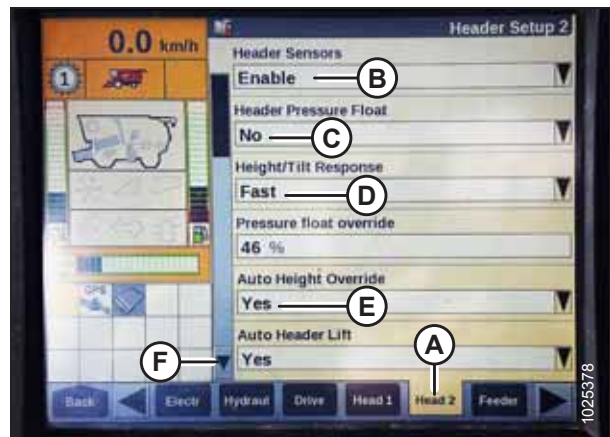 0.0 km/h
1
Header Setup 2
Header Sensors
Enable
B
Header Pressure Float
No
C
Height/Tilt Response
Fast
D
Pressure float override
46 %
Auto Height Override
Yes
E
Auto Header Lift
Yes
F
A
GPS
Back
Electr
Hydraul
Drive
Head 1
Head 2
Feeder
1025378